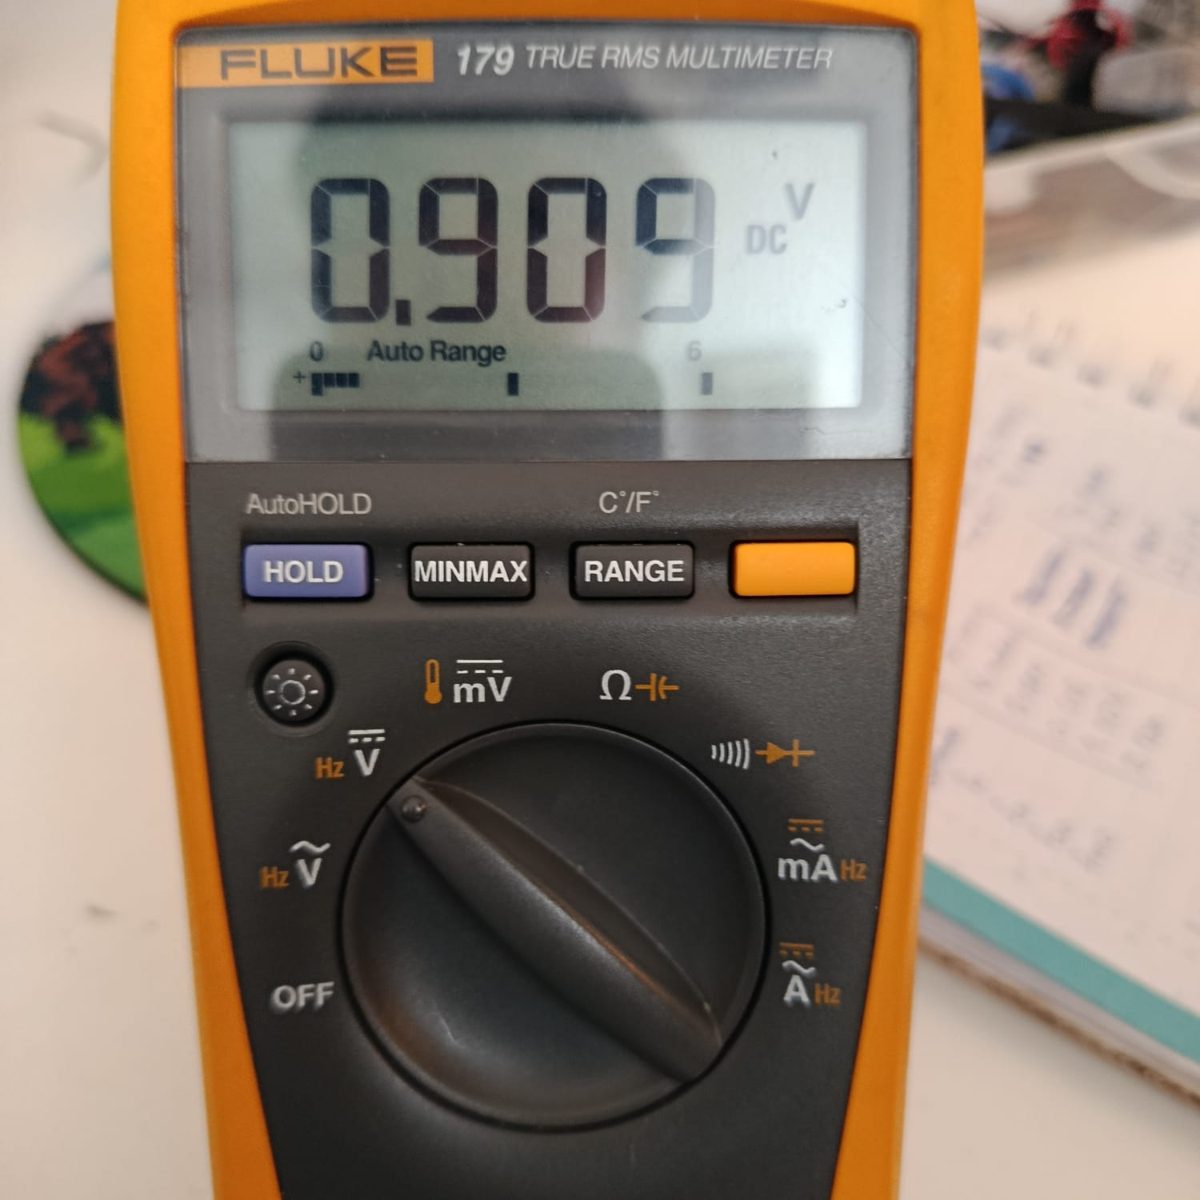 FLUKE 179 TRUE RMS MULTIMETER
0.909 V
DC
0 Auto Range 6
+
AutoHOLD C°/F°
HOLD MINMAX RANGE
mV Ω
Hz V
Hz V mA Hz
OFF A Hz